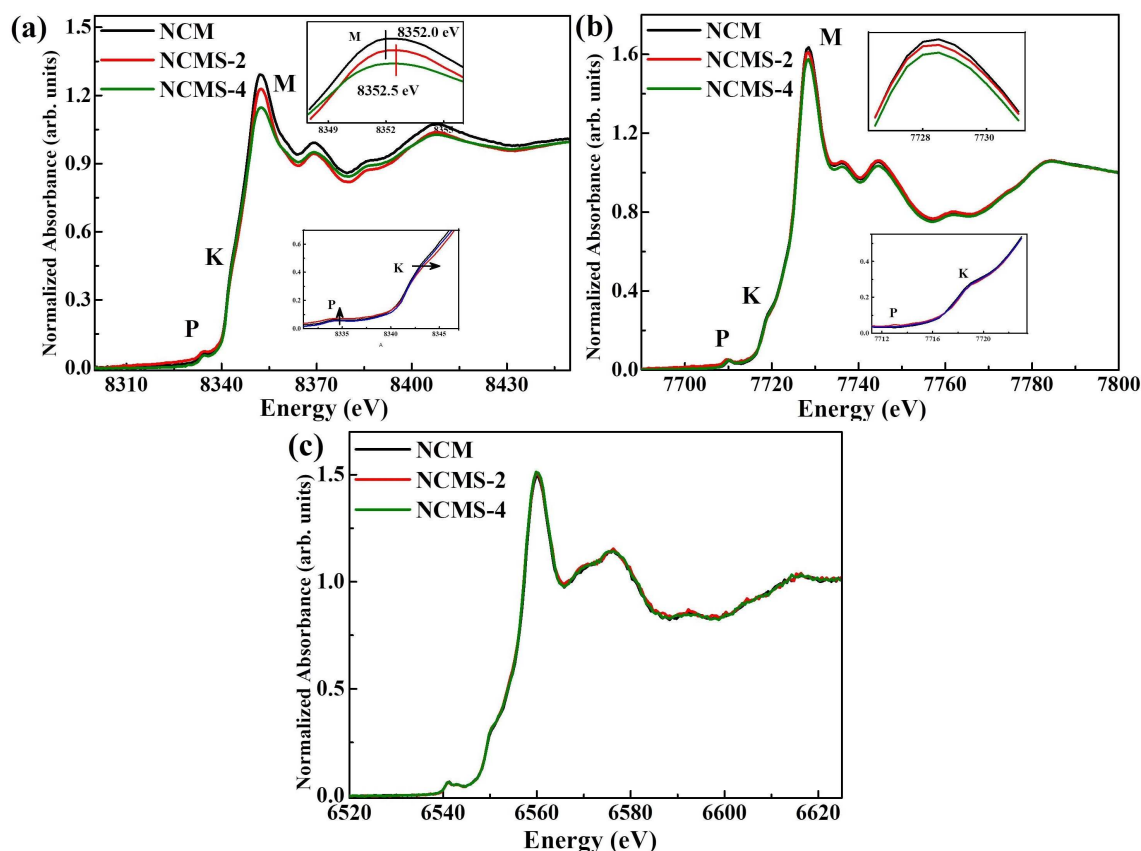 (a)
NCM
NCMS-2
NCMS-4
M
K
P
M
8352.0 eV
8352.5 eV
8349 8352 8355
0.6
0.4
0.2
0.0
K
P
8335 8340 8345
A
1.5
1.2
0.9
0.6
0.3
0.0
8310 8340 8370 8400 8430
Energy (eV)
Normalized Absorbance (arb. units)
(b)
NCM
NCMS-2
NCMS-4
M
K
P
7728 7730
0.4
0.2
0.0
K
P
7712 7716 7720
1.6
1.2
0.8
0.4
0.0
7700 7720 7740 7760 7780 7800
Energy (eV)
Normalized Absorbance (arb. units)
(c)
NCM
NCMS-2
NCMS-4
1.5
1.0
0.5
0.0
6520 6540 6560 6580 6600 6620
Energy (eV)
Normalized Absorbance (arb. units)